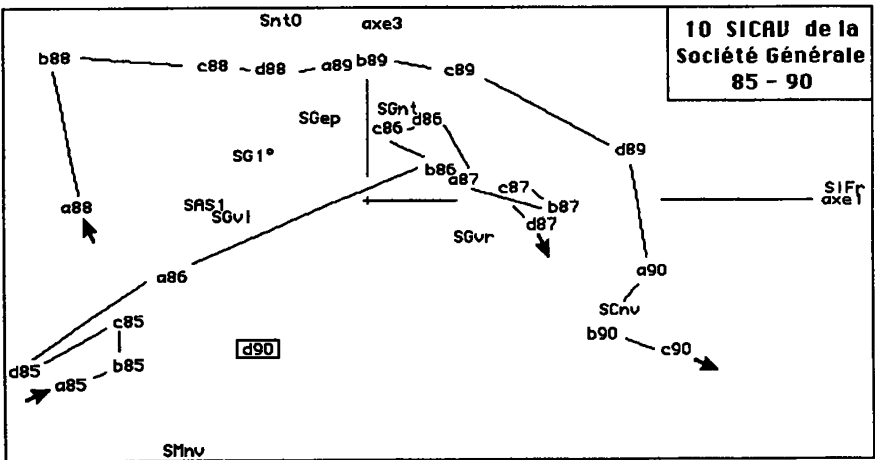 Snt0 axe3
10 SICAV de la
Société Générale
85 - 90
b88 c88 d88 a89 b89 c89
SGep SGnt d86
c86
SG1° d89
b86 a87
c87 SIFr
a88 SAS1 b87 axe1
SGvl d87
SGvr
a86 a90
SCnv
c85
b90
d90 c90
d85 b85
a85
SMnv